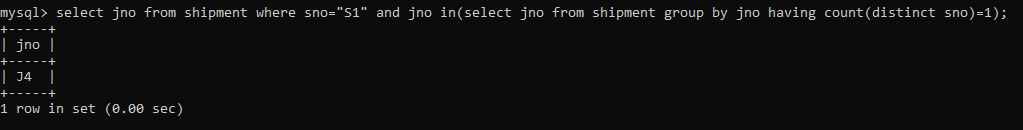 mysql> select jno from shipment where sno="S1" and jno in(select jno from shipment group by jno having count(distinct sno)=1);
+-----+
| jno |
+-----+
| J4  |
+-----+
1 row in set (0.00 sec)